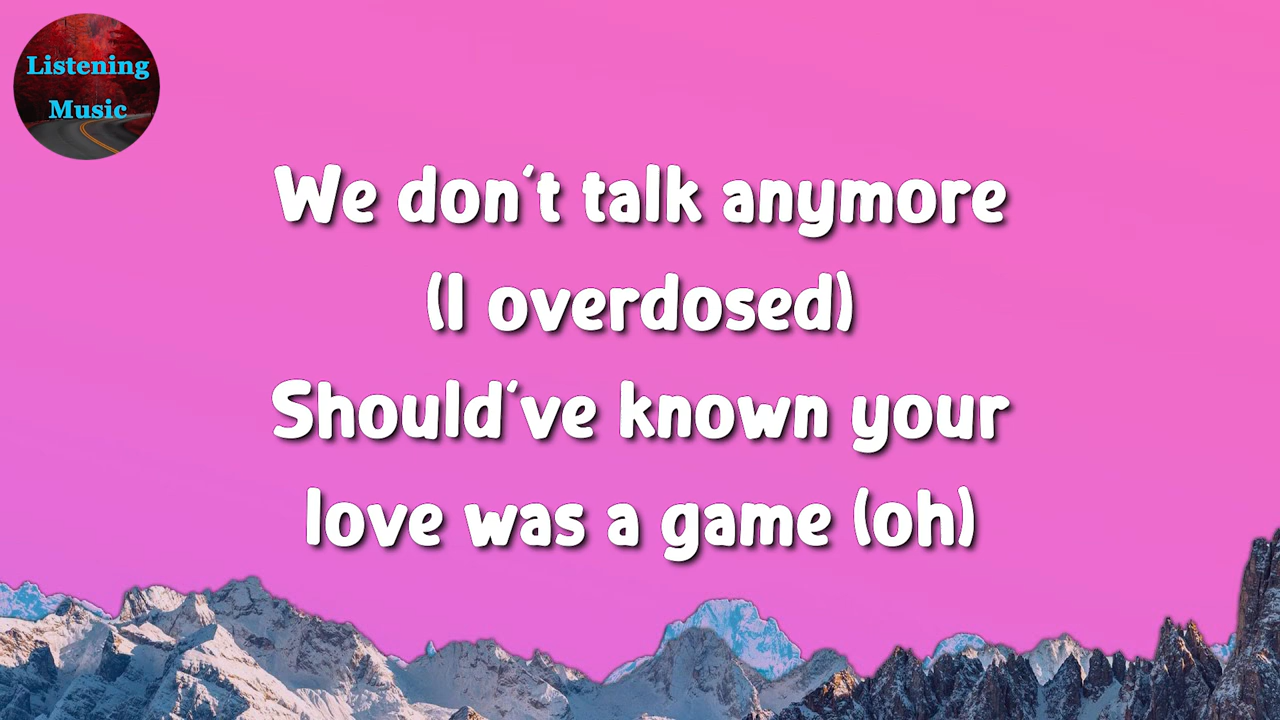 Listening
Music
We don't talk anymore
(I overdosed)
Should've known your
love was a game (oh)